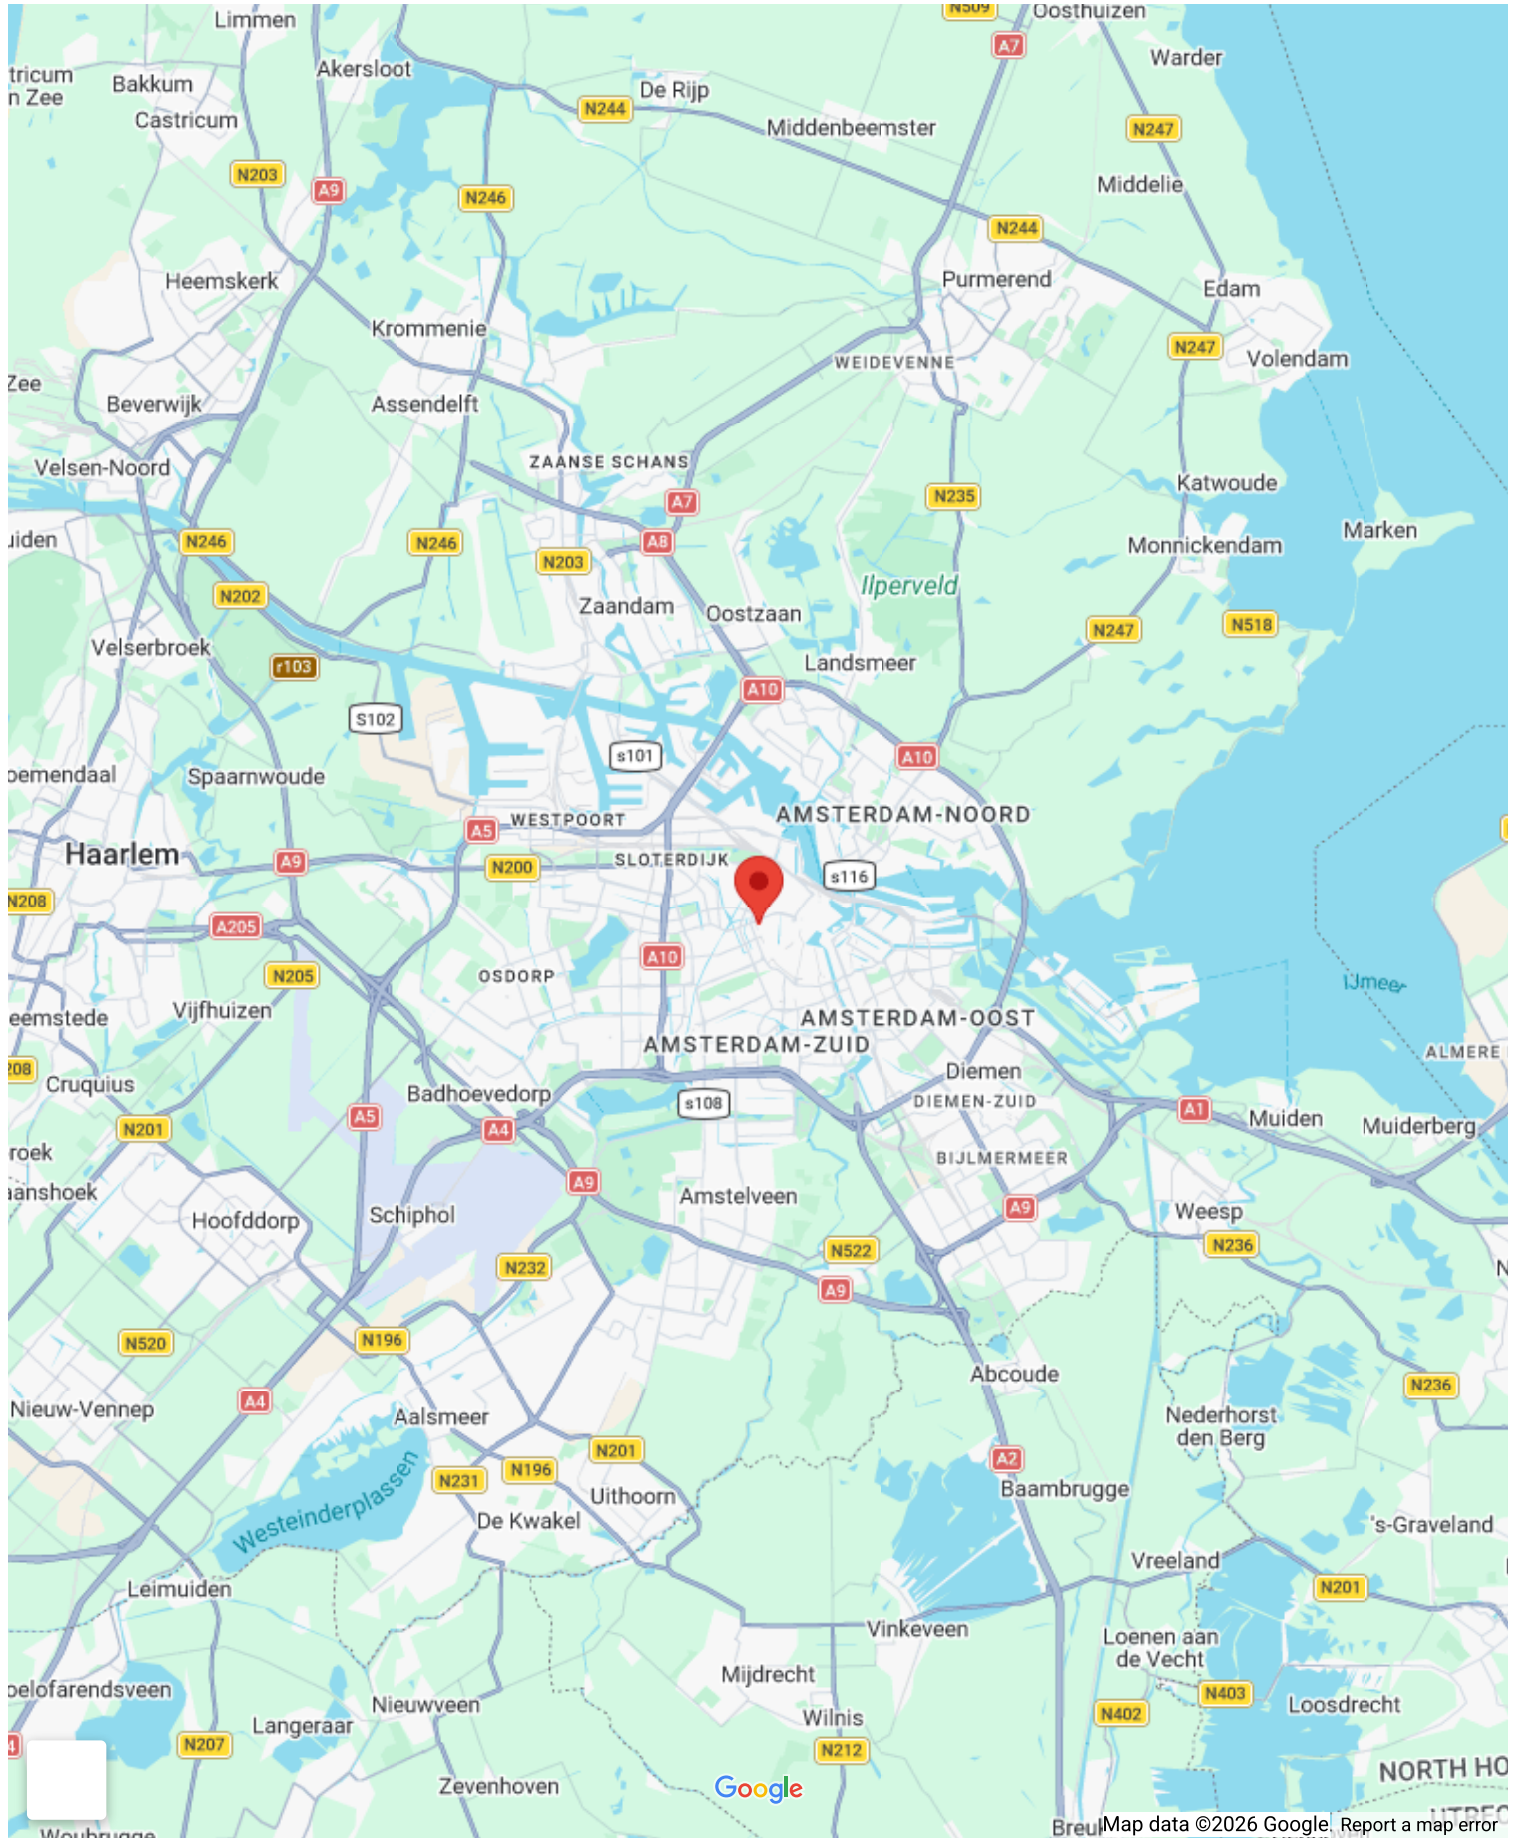 Limmen
N509
Oosthuizen
A7
Warder
Akersloot
tricum
n Zee
Bakkum
De Rijp
N244
Castricum
Middenbeemster
N247
N203
A9
N246
Middelie
N244
Heemskerk
Purmerend
Edam
Krommenie
N247
WEIDEVENNE
Volendam
Zee
Beverwijk
Assendelft
Velsen-Noord
ZAANSE SCHANS
A7
N235
Katwoude
uiden
N246
N246
A8
N203
Marken
Monnickendam
N202
Ilperveld
Zaandam
Oostzaan
N247
N518
Velserbroek
r103
Landsmeer
A10
S102
s101
A10
oemendaal
Spaarnwoude
A5
WESTPOORT
AMSTERDAM-NOORD
Haarlem
A9
N200
SLOTERDIJK
s116
N208
A205
A10
N205
OSDORP
IJmeer
Vijfhuizen
eemstede
AMSTERDAM-OOST
AMSTERDAM-ZUID
ALMERE
208
Cruquius
Badhoevedorp
Diemen
s108
DIEMEN-ZUID
N201
A5
A4
A1
Muiden
Muiderberg
roek
BIJLMERMEER
aanshoek
A9
Amstelveen
A9
Hoofddorp
Schiphol
Weesp
N232
N522
N236
A9
N520
N196
Abcoude
A4
N236
Nieuw-Vennep
Aalsmeer
Nederhorst
den Berg
N201
A2
Westeinderplassen
N231
N196
Uithoorn
Baambrugge
De Kwakel
's-Graveland
Leimuiden
Vreeland
N201
Vinkeveen
Loenen aan
de Vecht
oelofarendsveen
Mijdrecht
Nieuwveen
N403
Loosdrecht
Langeraar
Wilnis
N402
4
N207
N212
NORTH HO
Zevenhoven
Google
UTREC
Woubrugge
Breuk
Map data ©2026 Google
Report a map error